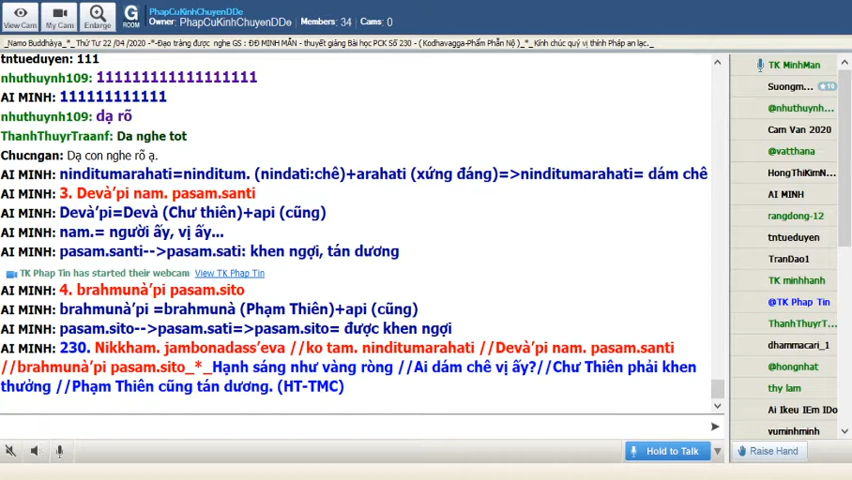 View Cam
My Cam
Enlarge
G
ROOM
PhapCuKinhChuyenDDe
Owner: PhapCuKinhChuyenDDe Members: 34 Cams: 0
_Namo Buddhàya_*_ Thứ Tư 22 /04 /2020 -*-Đạo tràng được nghe GS : ĐĐ MINH MẪN - thuyết giảng Bài học PCK Số 230 - ( Kodhavagga-Phẩm Phẫn Nộ )_*_ Kính chúc quý vị thính Pháp an lạc._
tntueduyen: 111
nhuthuynh109: 111111111111111111
AI MINH: 111111111111
nhuthuynh109: dạ rõ
ThanhThuyrTraanf: Da nghe tot
Chucngan: Dạ con nghe rõ ạ.
AI MINH: ninditumarahati=ninditum. (nindati:chê)+arahati (xứng đáng)=>ninditumarahati= dám chê
AI MINH: 3. Devà'pi nam. pasam.santi
AI MINH: Devà'pi=Devà (Chư thiên)+api (cũng)
AI MINH: nam.= người ấy, vị ấy...
AI MINH: pasam.santi-->pasam.sati: khen ngợi, tán dương
TK Phap Tin has started their webcam View TK Phap Tin
AI MINH: 4. brahmunà'pi pasam.sito
AI MINH: brahmunà'pi =brahmunà (Phạm Thiên)+api (cũng)
AI MINH: pasam.sito-->pasam.sati=>pasam.sito= được khen ngợi
AI MINH: 230. Nikkham. jambonadass'eva //ko tam. ninditumarahati //Devà'pi nam. pasam.santi
//brahmunà'pi pasam.sito_*_Hạnh sáng như vàng ròng //Ai dám chê vị ấy?//Chư Thiên phải khen
thưởng //Phạm Thiên cũng tán dương. (HT-TMC)
TK MinhMan
Suongm... 10
@nhuthuynh...
Cam Van 2020
@vatthana
HongThiKimN...
AI MINH
rangdong-12
tntueduyen
TranDao1
TK minhhanh
@TK Phap Tin
ThanhThuyrT...
dhammacari_1
@hongnhat
thy lam
Ai Ikeu IEm IDo
vuminhminh
Hold to Talk
Raise Hand